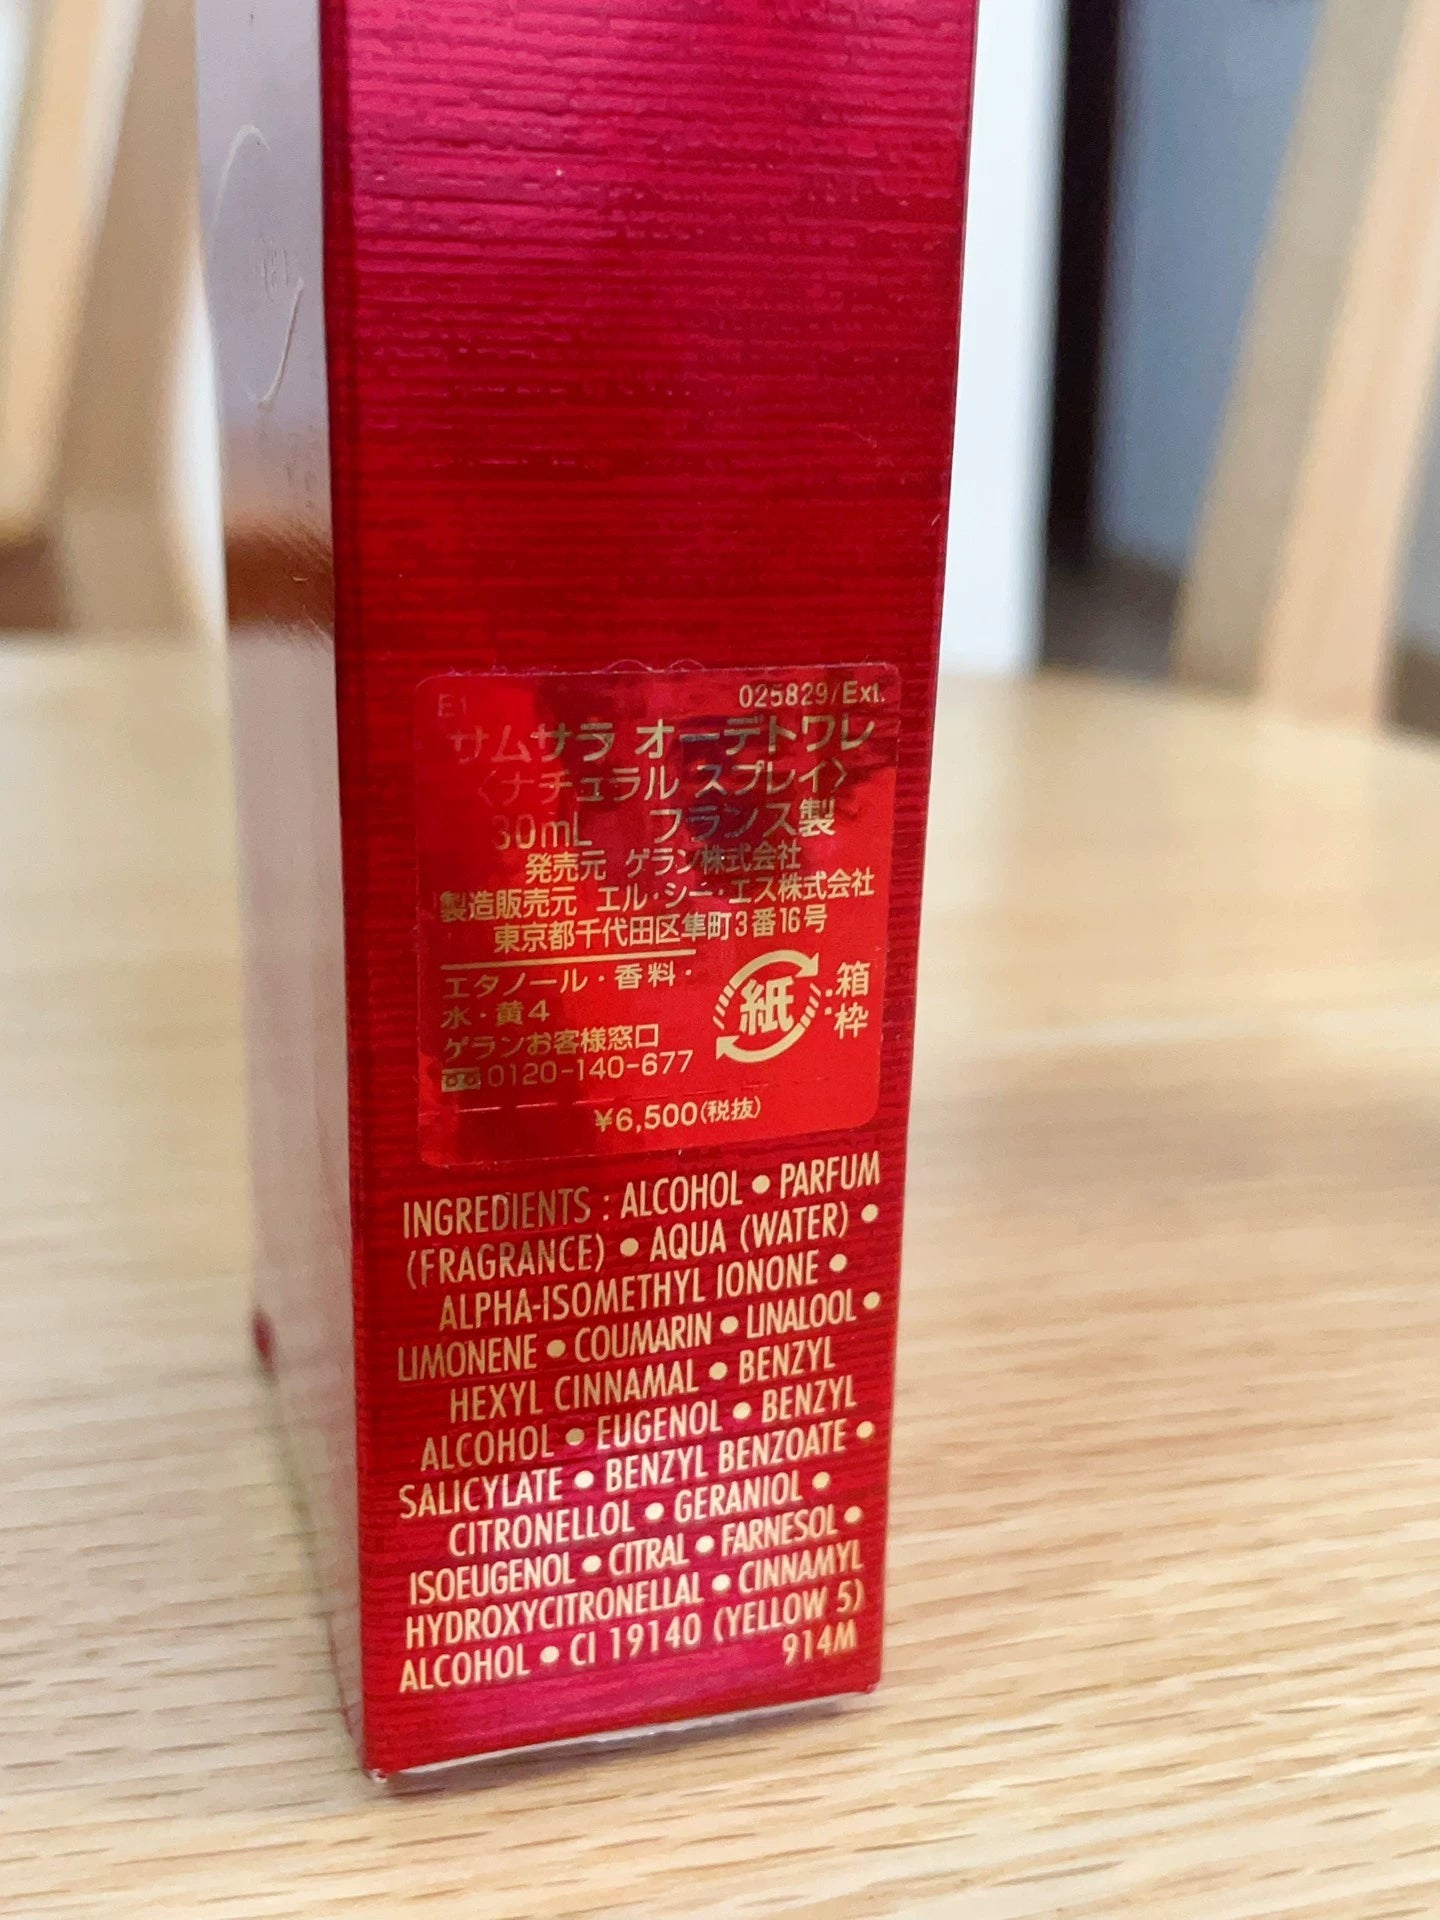 E1 025829/Ext.
サムサラ オーデトワレ
〈ナチュラル スプレイ〉
30mL フランス製
発売元 ゲラン株式会社
製造販売元 エル・シー・エス株式会社
東京都千代田区隼町3番16号
エタノール・香料・
水・黄4
ゲランお客様窓口
0120-140-677
紙
:箱
:枠
¥6,500(税抜)
INGREDIENTS : ALCOHOL • PARFUM
(FRAGRANCE) • AQUA (WATER) •
ALPHA-ISOMETHYL IONONE •
LIMONENE • COUMARIN • LINALOOL •
HEXYL CINNAMAL • BENZYL
ALCOHOL • EUGENOL • BENZYL
SALICYLATE • BENZYL BENZOATE •
CITRONELLOL • GERANIOL •
ISOEUGENOL • CITRAL • FARNESOL •
HYDROXYCITRONELLAL • CINNAMYL
ALCOHOL • CI 19140 (YELLOW 5)
914M